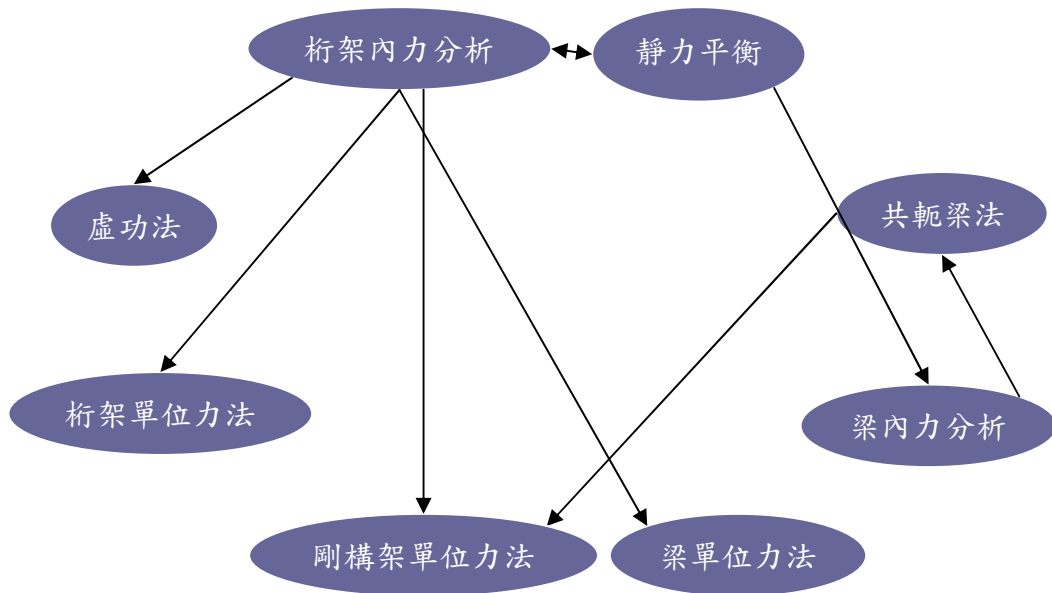 桁架內力分析
靜力平衡
虛功法
共軛梁法
桁架單位力法
梁內力分析
剛構架單位力法
梁單位力法